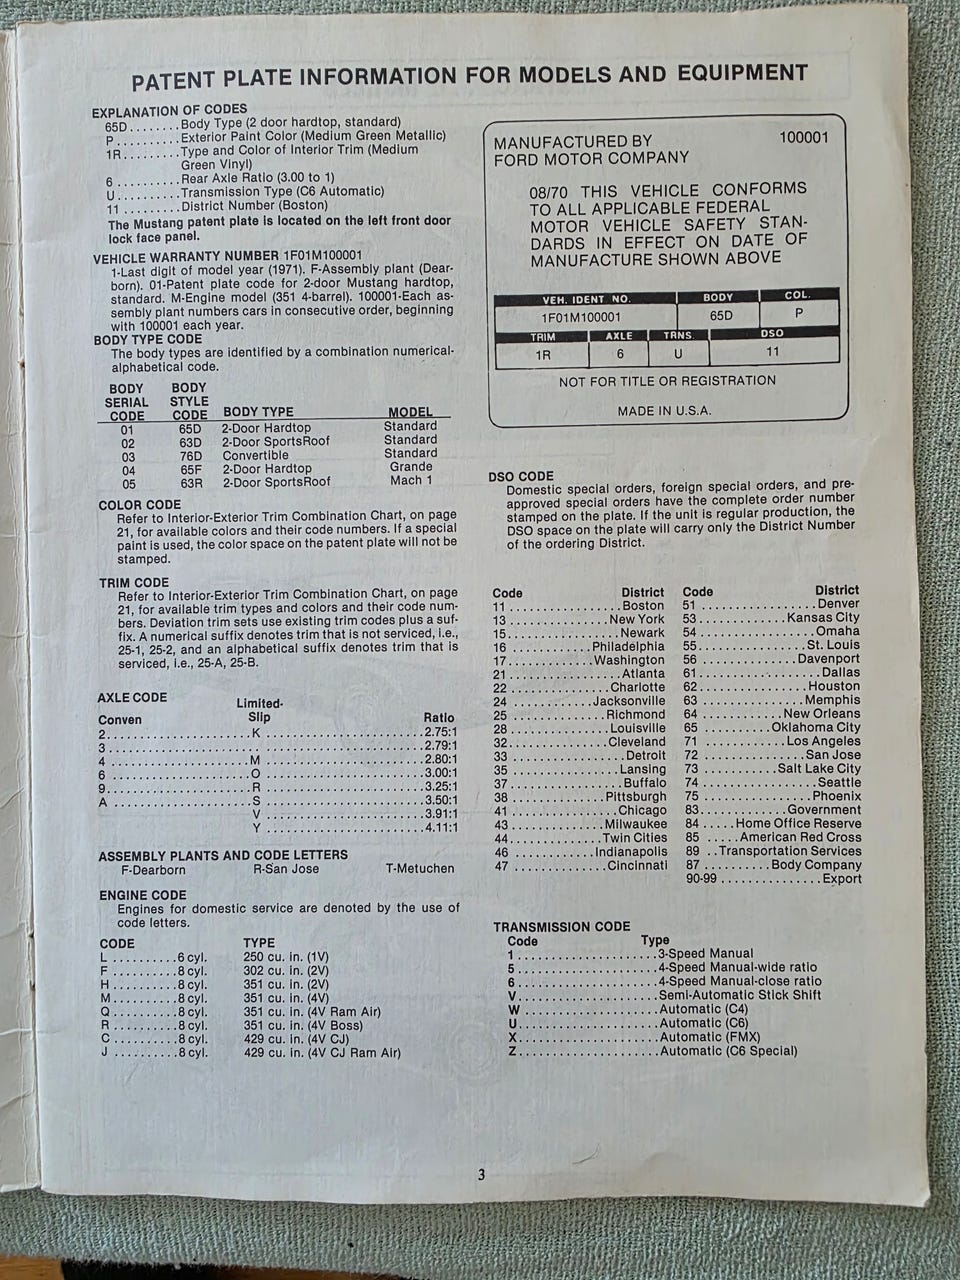 PATENT PLATE INFORMATION FOR MODELS AND EQUIPMENT
EXPLANATION OF CODES
65D........Body Type (2 door hardtop, standard)
P..........Exterior Paint Color (Medium Green Metallic)
1R.........Type and Color of Interior Trim (Medium
Green Vinyl)
6 ..........Rear Axle Ratio (3.00 to 1)
U..........Transmission Type (C6 Automatic)
11 .........District Number (Boston)
The Mustang patent plate is located on the left front door
lock face panel.
VEHICLE WARRANTY NUMBER 1F01M100001
1-Last digit of model year (1971). F-Assembly plant (Dear-
born). 01-Patent plate code for 2-door Mustang hardtop,
standard. M-Engine model (351 4-barrel). 100001-Each as-
sembly plant numbers cars in consecutive order, beginning
with 100001 each year.
BODY TYPE CODE
The body types are identified by a combination numerical-
alphabetical code.
BODY BODY
SERIAL STYLE
CODE CODE BODY TYPE MODEL
01 65D 2-Door Hardtop Standard
02 63D 2-Door SportsRoof Standard
03 76D Convertible Standard
04 65F 2-Door Hardtop Grande
05 63R 2-Door SportsRoof Mach 1
COLOR CODE
Refer to Interior-Exterior Trim Combination Chart, on page
21, for available colors and their code numbers. If a special
paint is used, the color space on the patent plate will not be
stamped.
TRIM CODE
Refer to Interior-Exterior Trim Combination Chart, on page
21, for available trim types and colors and their code num-
bers. Deviation trim sets use existing trim codes plus a suf-
fix. A numerical suffix denotes trim that is not serviced, i.e.,
25-1, 25-2, and an alphabetical suffix denotes trim that is
serviced, i.e., 25-A, 25-B.
AXLE CODE Limited-
Conven Slip Ratio
2......................K........................2.75:1
3................................................2.79:1
4......................M........................2.80:1
6......................O........................3.00:1
9......................R........................3.25:1
A......................S........................3.50:1
V........................3.91:1
Y........................4.11:1
ASSEMBLY PLANTS AND CODE LETTERS
F-Dearborn R-San Jose T-Metuchen
ENGINE CODE
Engines for domestic service are denoted by the use of
code letters.
CODE TYPE
L..........6 cyl. 250 cu. in. (1V)
F..........8 cyl. 302 cu. in. (2V)
H..........8 cyl. 351 cu. in. (2V)
M..........8 cyl. 351 cu. in. (4V)
Q..........8 cyl. 351 cu. in. (4V Ram Air)
R..........8 cyl. 351 cu. in. (4V Boss)
C..........8 cyl. 429 cu. in. (4V CJ)
J..........8 cyl. 429 cu. in. (4V CJ Ram Air)
MANUFACTURED BY 100001
FORD MOTOR COMPANY
08/70 THIS VEHICLE CONFORMS
TO ALL APPLICABLE FEDERAL
MOTOR VEHICLE SAFETY STAN-
DARDS IN EFFECT ON DATE OF
MANUFACTURE SHOWN ABOVE
VEH. IDENT NO. BODY COL.
1F01M100001 65D P
TRIM AXLE TRNS. DSO
1R 6 U 11
NOT FOR TITLE OR REGISTRATION
MADE IN U.S.A.
DSO CODE
Domestic special orders, foreign special orders, and pre-
approved special orders have the complete order number
stamped on the plate. If the unit is regular production, the
DSO space on the plate will carry only the District Number
of the ordering District.
Code District Code District
11.................Boston 51.................Denver
13...............New York 53............Kansas City
15.................Newark 54..................Omaha
16...........Philadelphia 55...............St. Louis
17.............Washington 56..............Davenport
21................Atlanta 61.................Dallas
22..............Charlotte 62................Houston
24...........Jacksonville 63................Memphis
25...............Richmond 64............New Orleans
28.............Louisville 65..........Oklahoma City
32..............Cleveland 71............Los Angeles
33................Detroit 72...............San Jose
35................Lansing 73.........Salt Lake City
37................Buffalo 74................Seattle
38.............Pittsburgh 75................Phoenix
41................Chicago 83.............Government
43..............Milwaukee 84.....Home Office Reserve
44............Twin Cities 85.....American Red Cross
46...........Indianapolis 89..Transportation Services
47.............Cincinnati 87..........Body Company
90-99..............Export
TRANSMISSION CODE
Code Type
1.....................3-Speed Manual
5.....................4-Speed Manual-wide ratio
6.....................4-Speed Manual-close ratio
V.....................Semi-Automatic Stick Shift
W.....................Automatic (C4)
U.....................Automatic (C6)
X.....................Automatic (FMX)
Z.....................Automatic (C6 Special)
3